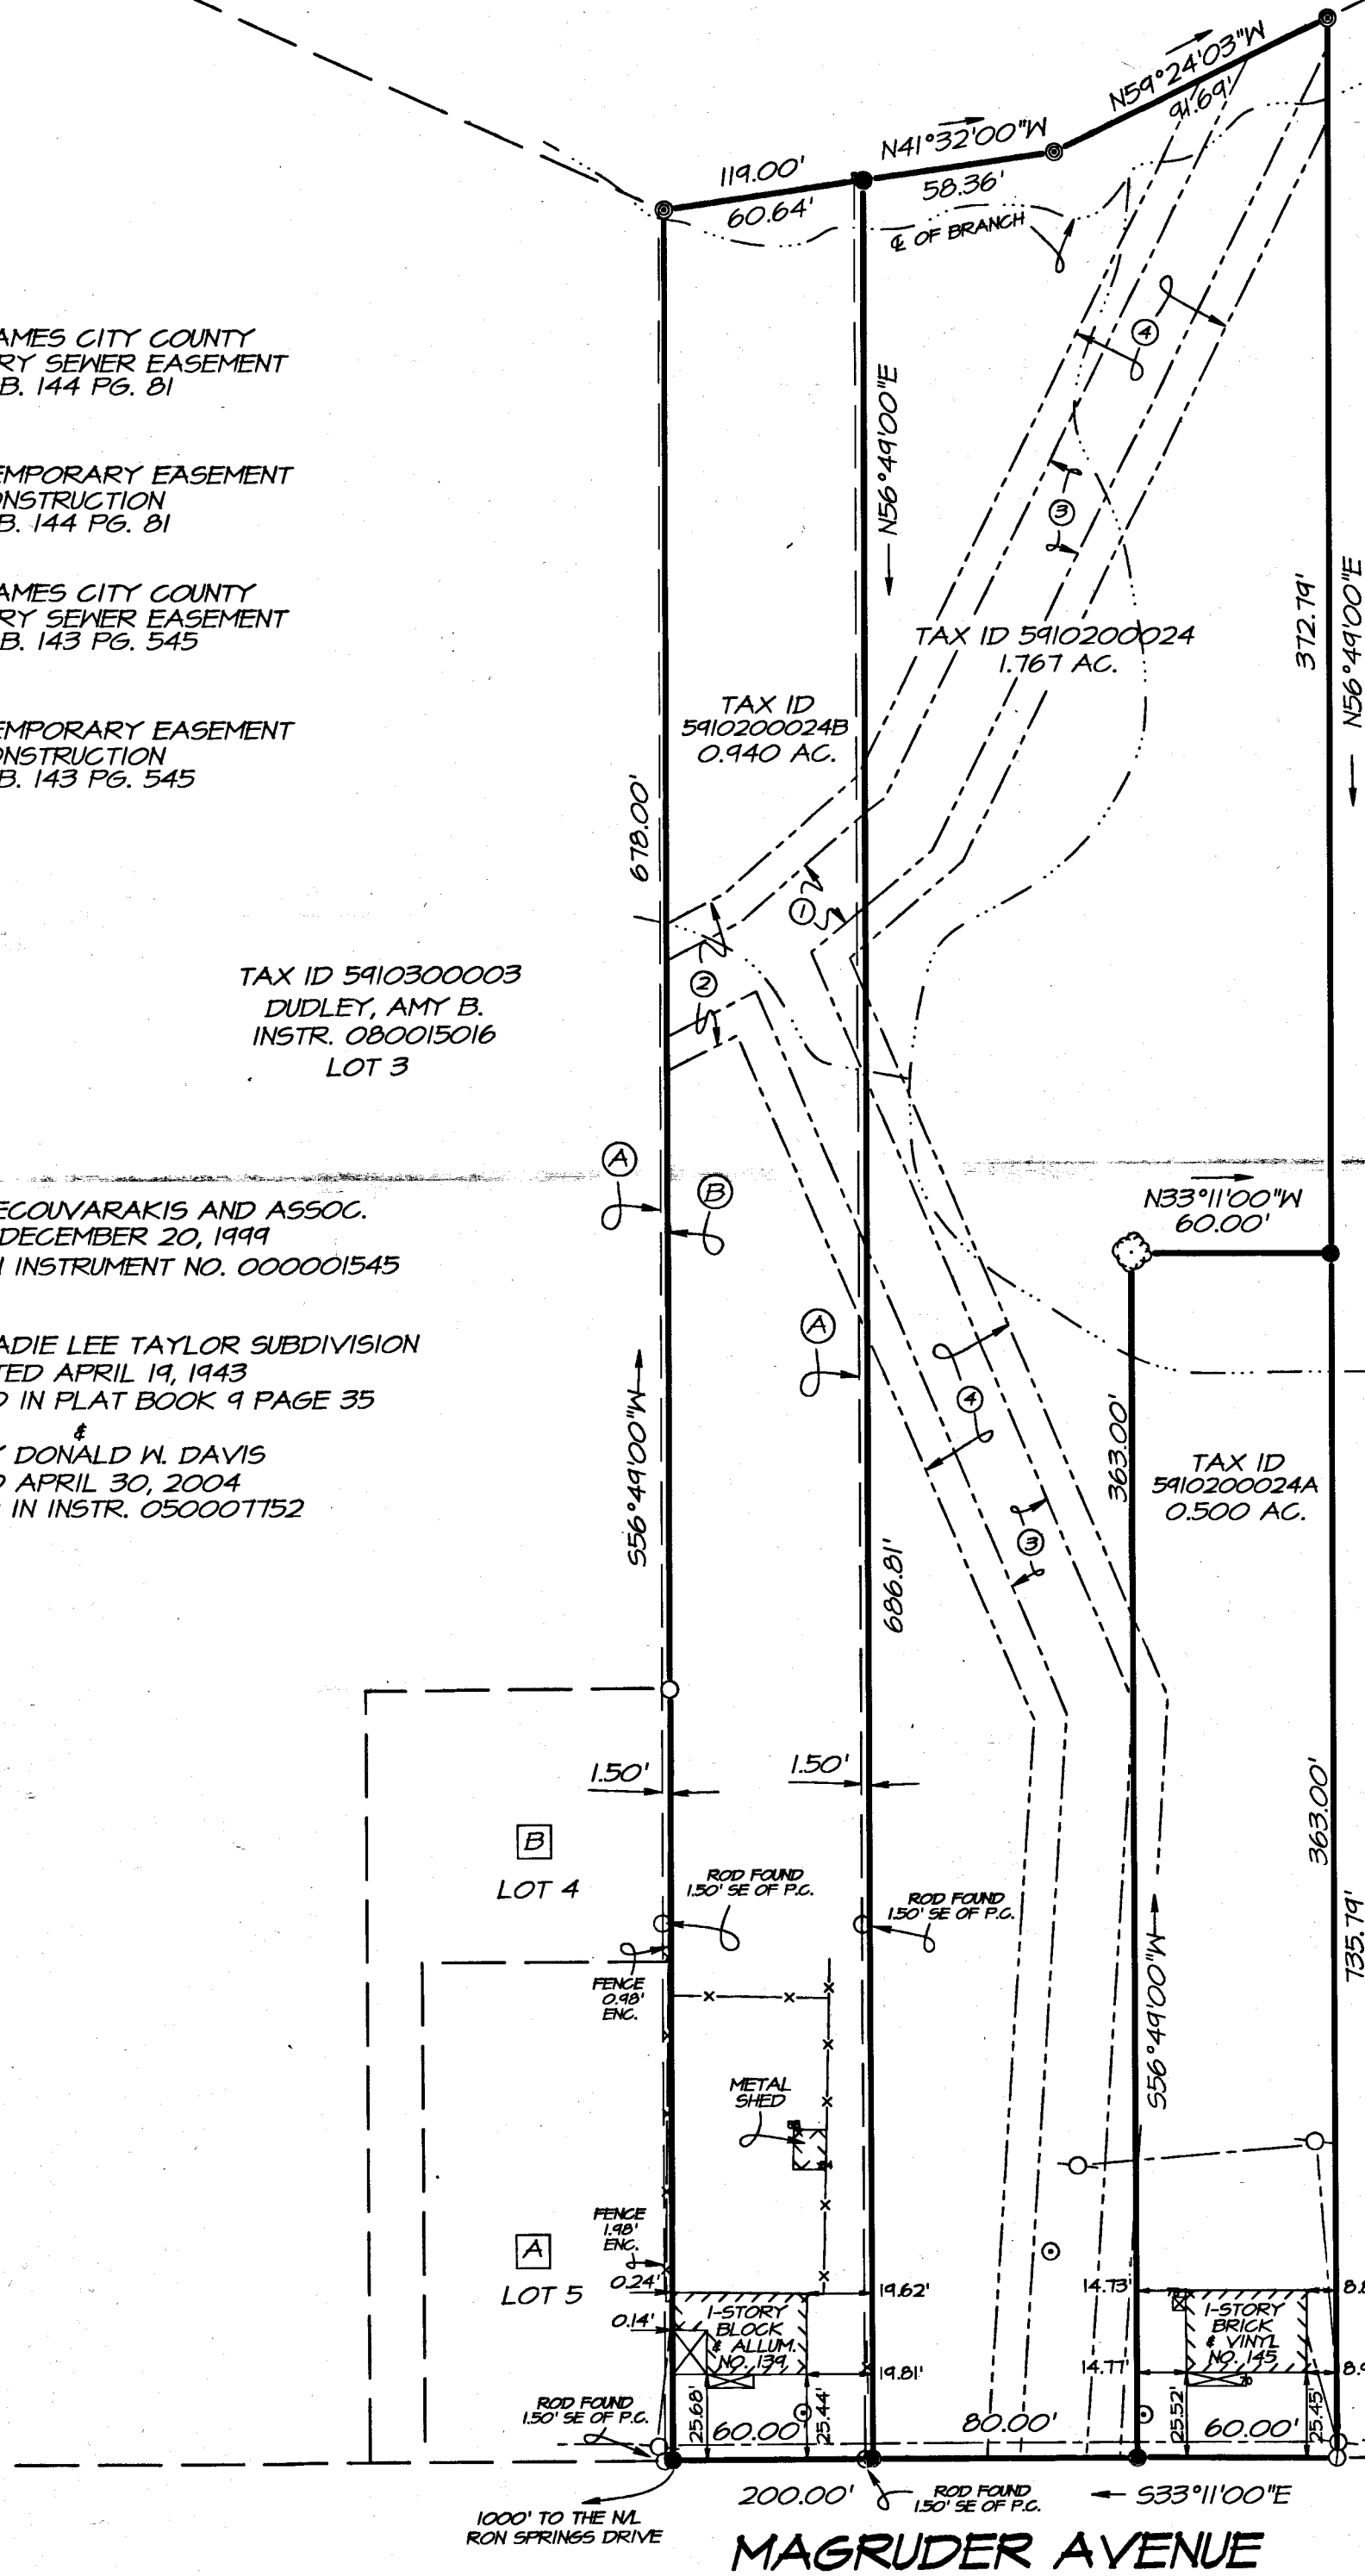 N59°24'03"W
91.69'
N41°32'00"W
58.36'
119.00'
60.64'
℄ OF BRANCH
AMES CITY COUNTY
RY SEWER EASEMENT
B. 144 PG. 81
EMPORARY EASEMENT
ONSTRUCTION
B. 144 PG. 81
AMES CITY COUNTY
RY SEWER EASEMENT
B. 143 PG. 545
EMPORARY EASEMENT
ONSTRUCTION
B. 143 PG. 545
4
3
N56°49'00"E
372.79'
N56°49'00"E
TAX ID 5910200024
1.767 AC.
TAX ID
5910200024B
0.940 AC.
678.00'
1
2
TAX ID 5910300003
DUDLEY, AMY B.
INSTR. 080015016
LOT 3
A
B
N33°11'00"W
60.00'
ECOUVARAKIS AND ASSOC.
DECEMBER 20, 1999
N INSTRUMENT NO. 000001545
ADIE LEE TAYLOR SUBDIVISION
TED APRIL 19, 1943
D IN PLAT BOOK 9 PAGE 35
&
Y DONALD W. DAVIS
D APRIL 30, 2004
IN INSTR. 050007752
A
S56°49'00"W
4
3
686.81'
363.00'
TAX ID
5910200024A
0.500 AC.
1.50'
1.50'
363.00'
735.79'
B
LOT 4
ROD FOUND
1.50' SE OF P.C.
ROD FOUND
1.50' SE OF P.C.
FENCE
0.98'
ENC.
S56°49'00"W
METAL
SHED
FENCE
1.98'
ENC.
A
LOT 5
0.24'
0.14'
1-STORY
BLOCK
& ALLUM.
NO. 139
19.62'
19.81'
14.73'
14.77'
1-STORY
BRICK
& VINYL
NO. 145
8.8
8.9
ROD FOUND
1.50' SE OF P.C.
25.68'
60.00'
25.44'
80.00'
25.52'
60.00'
25.45'
200.00'
ROD FOUND
1.50' SE OF P.C.
S33°11'00"E
1000' TO THE N/L
RON SPRINGS DRIVE
MAGRUDER AVENUE